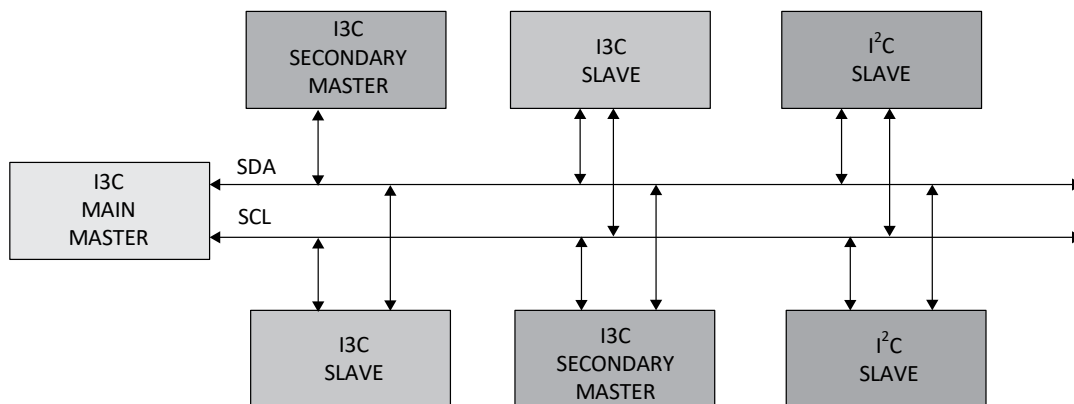 I3C
SECONDARY
MASTER
I3C
SLAVE
I²C
SLAVE
SDA
I3C
MAIN
MASTER
SCL
I3C
SLAVE
I3C
SECONDARY
MASTER
I²C
SLAVE